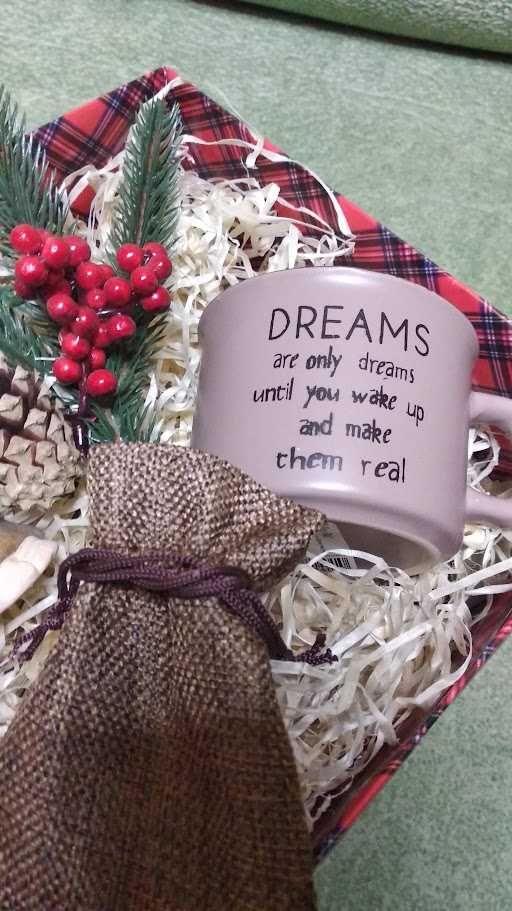 DREAMS
are only dreams
until you wake up
and make
them real